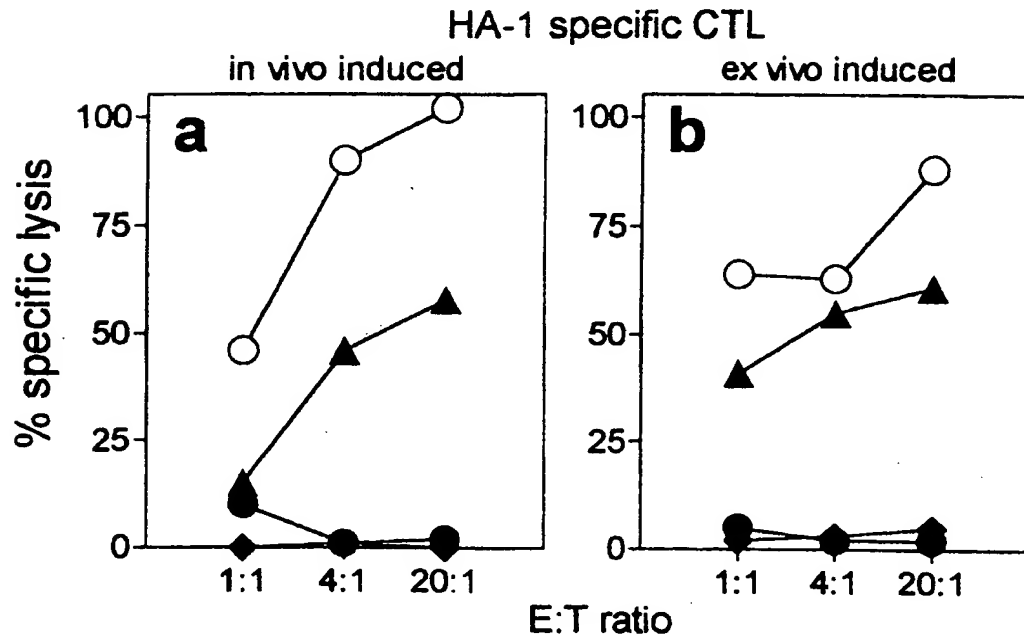 HA-1 specific CTL
in vivo induced
ex vivo induced
a
b
% specific lysis
100
75
50
25
0
1:1 4:1 20:1
100
75
50
25
0
1:1 4:1 20:1
E:T ratio